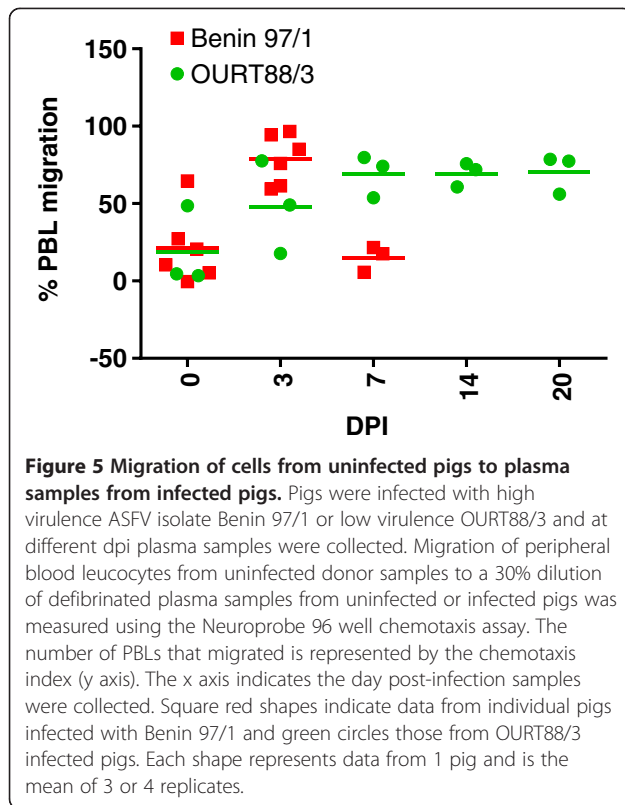 Benin 97/1
OURT88/3
150
100
50
0
-50
% PBL migration
0
3
7
14
20
DPI
Figure 5 Migration of cells from uninfected pigs to plasma
samples from infected pigs. Pigs were infected with high
virulence ASFV isolate Benin 97/1 or low virulence OURT88/3 and at
different dpi plasma samples were collected. Migration of peripheral
blood leucocytes from uninfected donor samples to a 30% dilution
of defibrinated plasma samples from uninfected or infected pigs was
measured using the Neuroprobe 96 well chemotaxis assay. The
number of PBLs that migrated is represented by the chemotaxis
index (y axis). The x axis indicates the day post-infection samples
were collected. Square red shapes indicate data from individual pigs
infected with Benin 97/1 and green circles those from OURT88/3
infected pigs. Each shape represents data from 1 pig and is the
mean of 3 or 4 replicates.